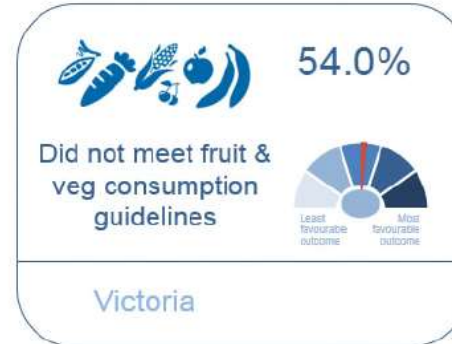 54.0%
Did not meet fruit &
veg consumption
guidelines
Least
favourable
outcome
Most
favourable
outcome
Victoria